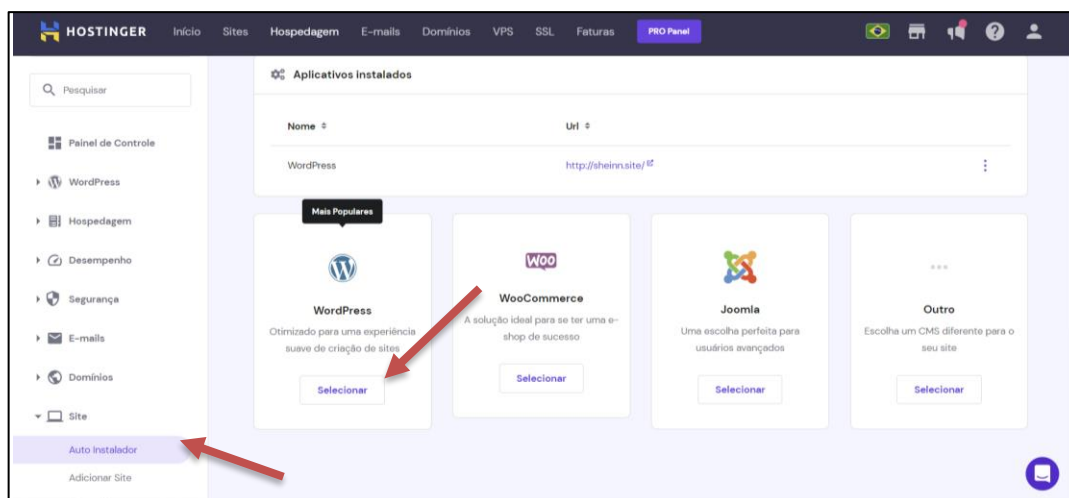 HOSTINGER Início Sites Hospedagem E-mails Domínios VPS SSL Faturas PRO Panel
Pesquisar
Painel de Controle
WordPress
Hospedagem
Desempenho
Segurança
E-mails
Domínios
Site
Auto Instalador
Adicionar Site
Aplicativos instalados
Nome Url
WordPress http://sheinn.site/
Mais Populares
WordPress
Otimizado para uma experiência
suave de criação de sites
Selecionar
WOO
WooCommerce
A solução ideal para se ter uma e-
shop de sucesso
Selecionar
Joomla
Uma escolha perfeita para
usuários avançados
Selecionar
Outro
Escolha um CMS diferente para o
seu site
Selecionar